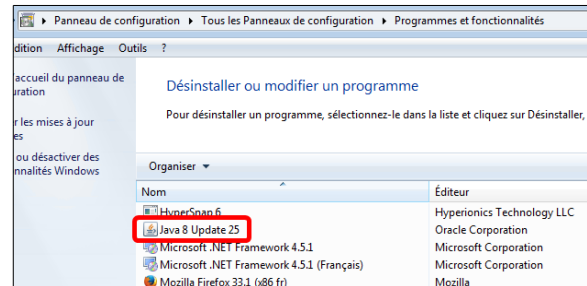 Panneau de configuration ▸ Tous les Panneaux de configuration ▸ Programmes et fonctionnalités
dition Affichage Outils ?
accueil du panneau de
uration
r les mises à jour
es
ou désactiver des
nnalités Windows
Désinstaller ou modifier un programme
Pour désinstaller un programme, sélectionnez-le dans la liste et cliquez sur Désinstaller,
Organiser
Nom Éditeur
HyperSnap 6 Hyperionics Technology LLC
Java 8 Update 25 Oracle Corporation
Microsoft .NET Framework 4.5.1 Microsoft Corporation
Microsoft .NET Framework 4.5.1 (Français) Microsoft Corporation
Mozilla Firefox 33.1 (x86 fr) Mozilla